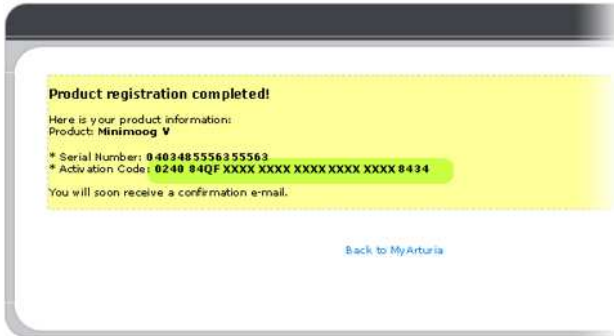 Product registration completed!
Here is your product information:
Product: Minimoog V
* Serial Number: 0403485556355563
* Activation Code: 0240 84QF XXXX XXXX XXXX XXXX XXXX 8434
You will soon receive a confirmation e-mail.
Back to MyArturia